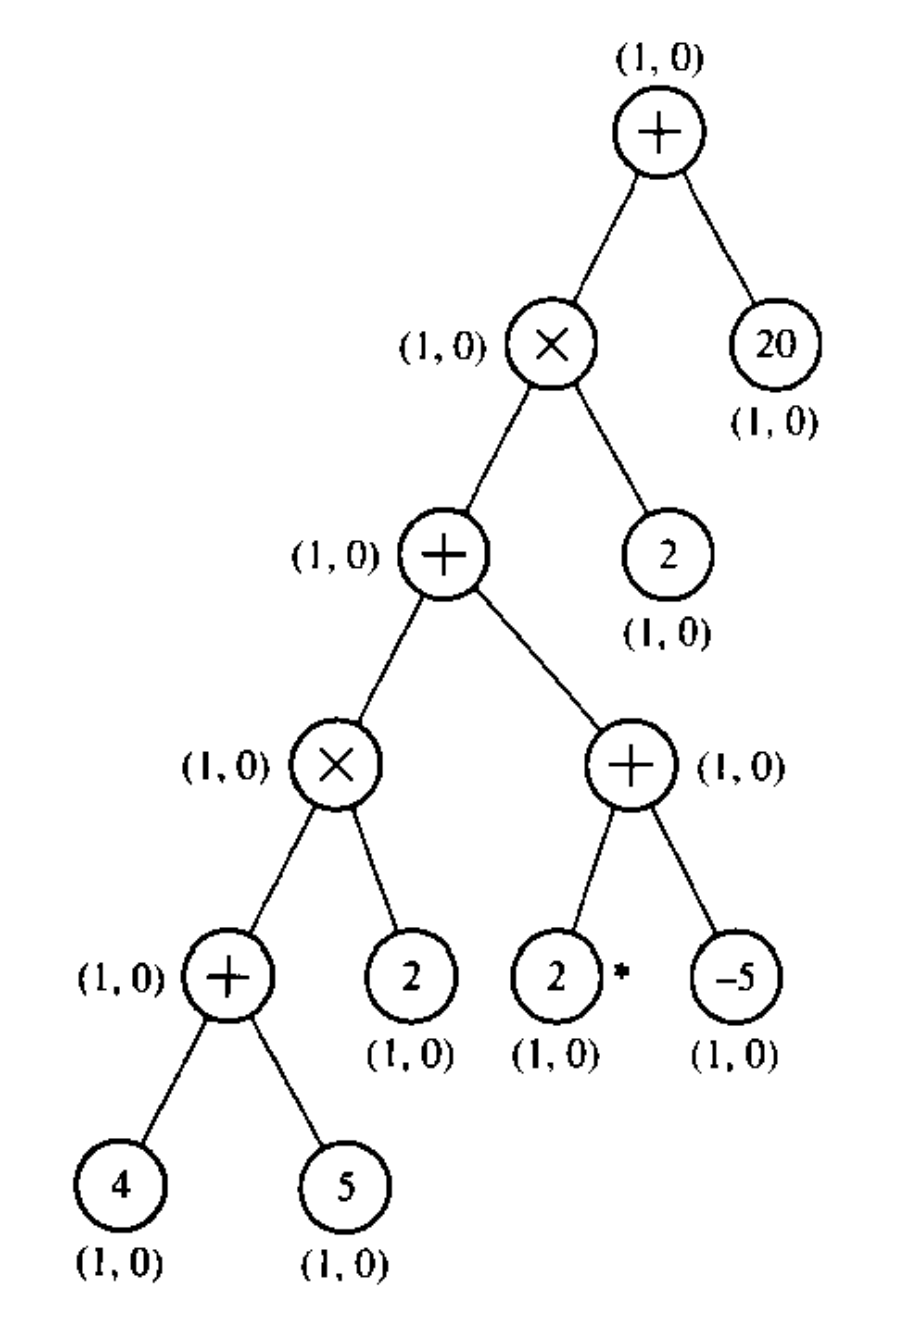 (1, 0)
+
(1, 0) × 20
(1, 0)
(1, 0) + 2
(1, 0)
(1, 0) × + (1, 0)
(1, 0) + 2 2 * –5
(1, 0) (1, 0) (1, 0)
4 5
(1, 0) (1, 0)